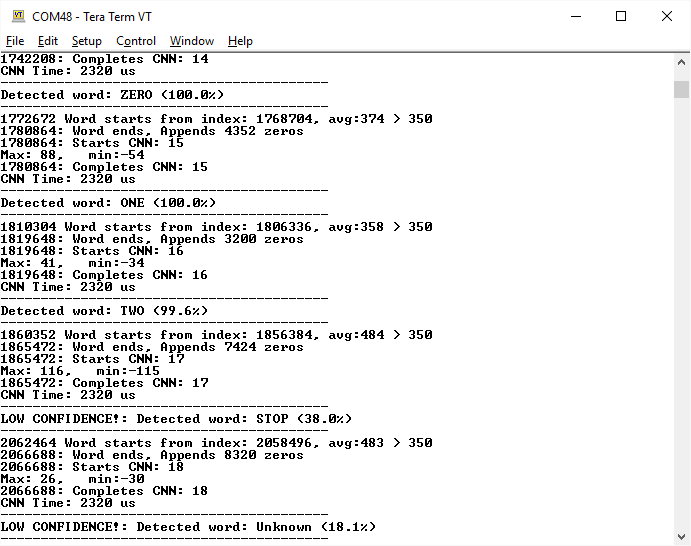 COM48 - Tera Term VT
File Edit Setup Control Window Help
1742208: Completes CNN: 14
CNN Time: 2320 us
-----------------------------------------
Detected word: ZERO (100.0%)
-----------------------------------------
1772672 Word starts from index: 1768704, avg:374 > 350
1780864: Word ends, Appends 4352 zeros
1780864: Starts CNN: 15
Max: 88,   min:-54
1780864: Completes CNN: 15
CNN Time: 2320 us
-----------------------------------------
Detected word: ONE (100.0%)
-----------------------------------------
1810304 Word starts from index: 1806336, avg:358 > 350
1819648: Word ends, Appends 3200 zeros
1819648: Starts CNN: 16
Max: 41,   min:-34
1819648: Completes CNN: 16
CNN Time: 2320 us
-----------------------------------------
Detected word: TWO (99.6%)
-----------------------------------------
1860352 Word starts from index: 1856384, avg:484 > 350
1865472: Word ends, Appends 7424 zeros
1865472: Starts CNN: 17
Max: 116,   min:-115
1865472: Completes CNN: 17
CNN Time: 2320 us
-----------------------------------------
LOW CONFIDENCE!: Detected word: STOP (38.0%)
-----------------------------------------
2062464 Word starts from index: 2058496, avg:483 > 350
2066688: Word ends, Appends 8320 zeros
2066688: Starts CNN: 18
Max: 26,   min:-30
2066688: Completes CNN: 18
CNN Time: 2320 us
-----------------------------------------
LOW CONFIDENCE!: Detected word: Unknown (18.1%)
-----------------------------------------